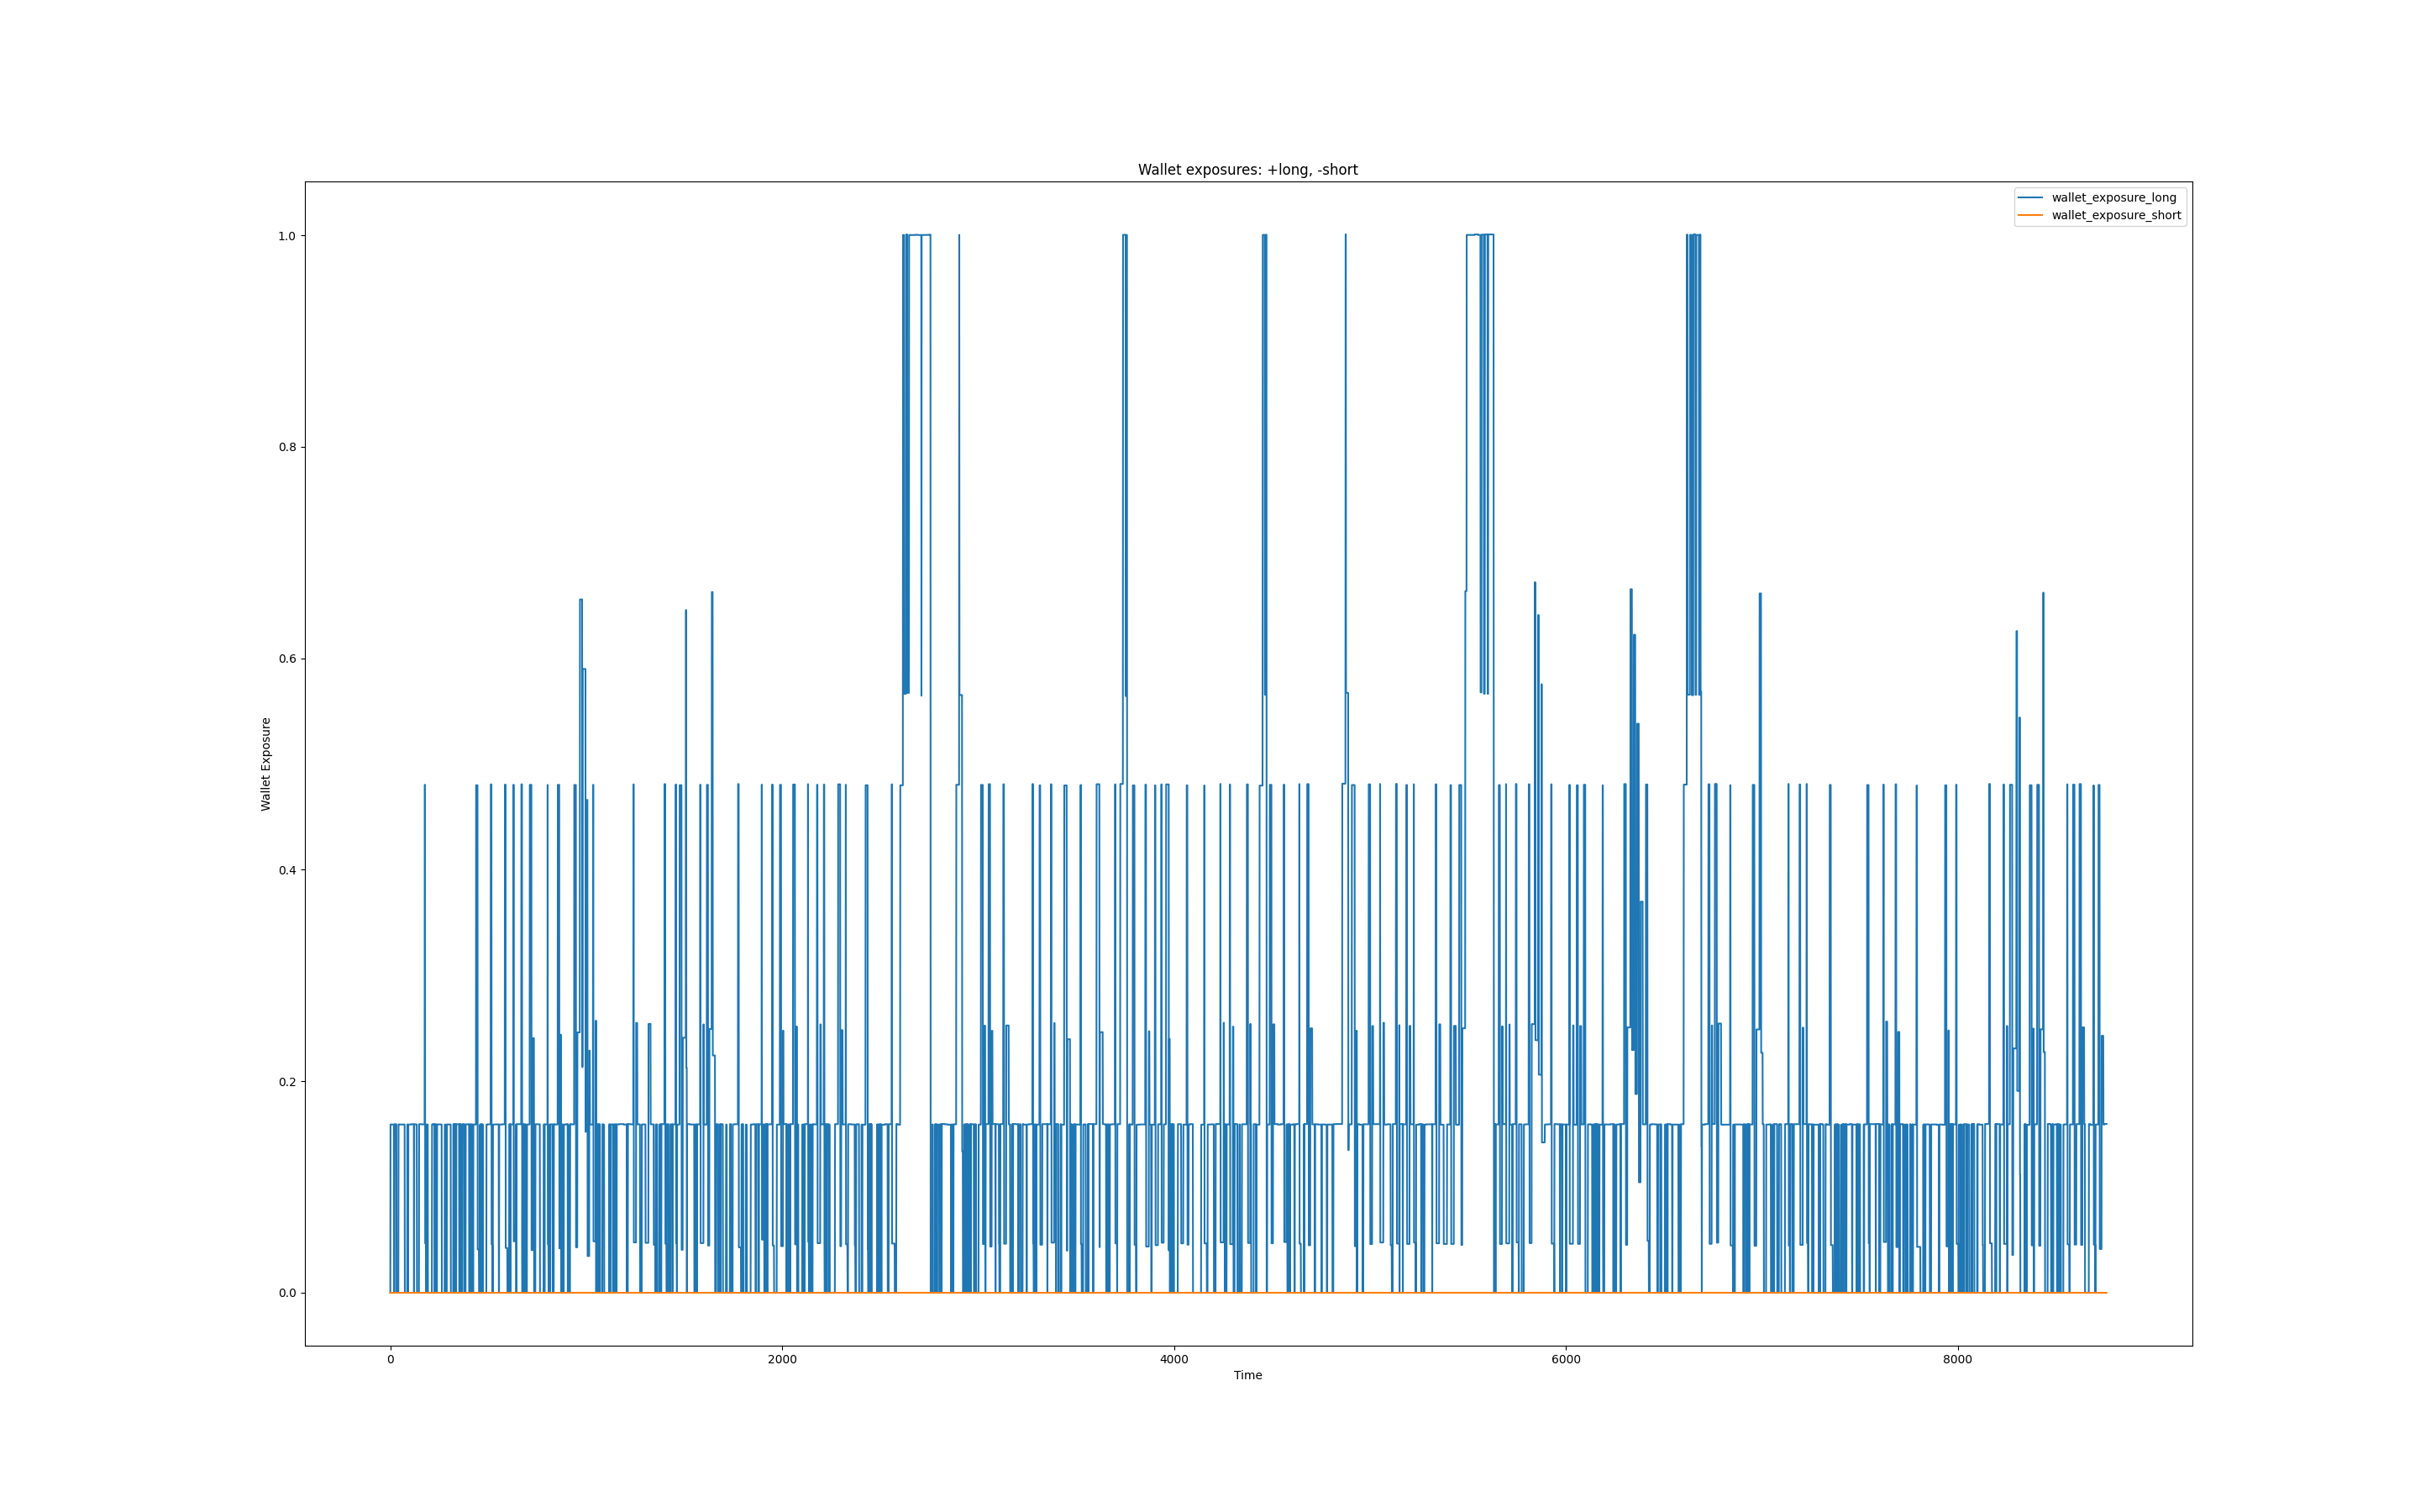 Wallet exposures: +long, -short
wallet_exposure_long
wallet_exposure_short
1.0
0.8
0.6
0.4
0.2
0.0
Wallet Exposure
0 2000 4000 6000 8000
Time